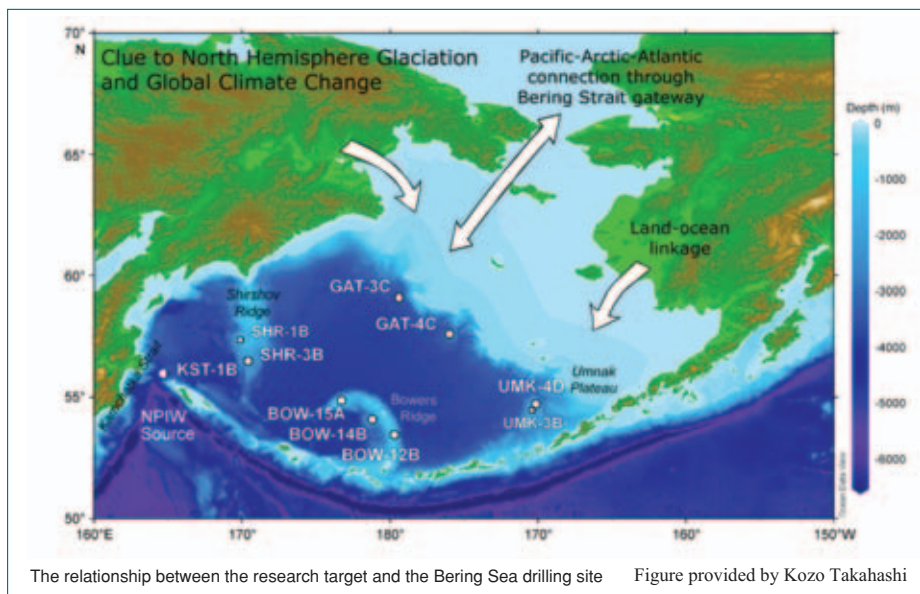 70°
N
Clue to North Hemisphere Glaciation
and Global Climate Change
Pacific-Arctic-Atlantic
connection through
Bering Strait gateway
Depth (m)
0
65°
-1000
Land-ocean
linkage
-2000
60°
GAT-3C
Shirshov
Ridge
GAT-4C
SHR-1B
-3000
SHR-3B
KST-1B
Strait
55°
UMK-4D
Umnak
Plateau
-4000
NPIW
Source
BOW-15A
Bowers
Ridge
UMK-3B
BOW-14B
-5000
BOW-12B
-6000
Ocean Data View
50°
160°E
170°
180°
170°
160°
150°W
The relationship between the research target and the Bering Sea drilling site
Figure provided by Kozo Takahashi